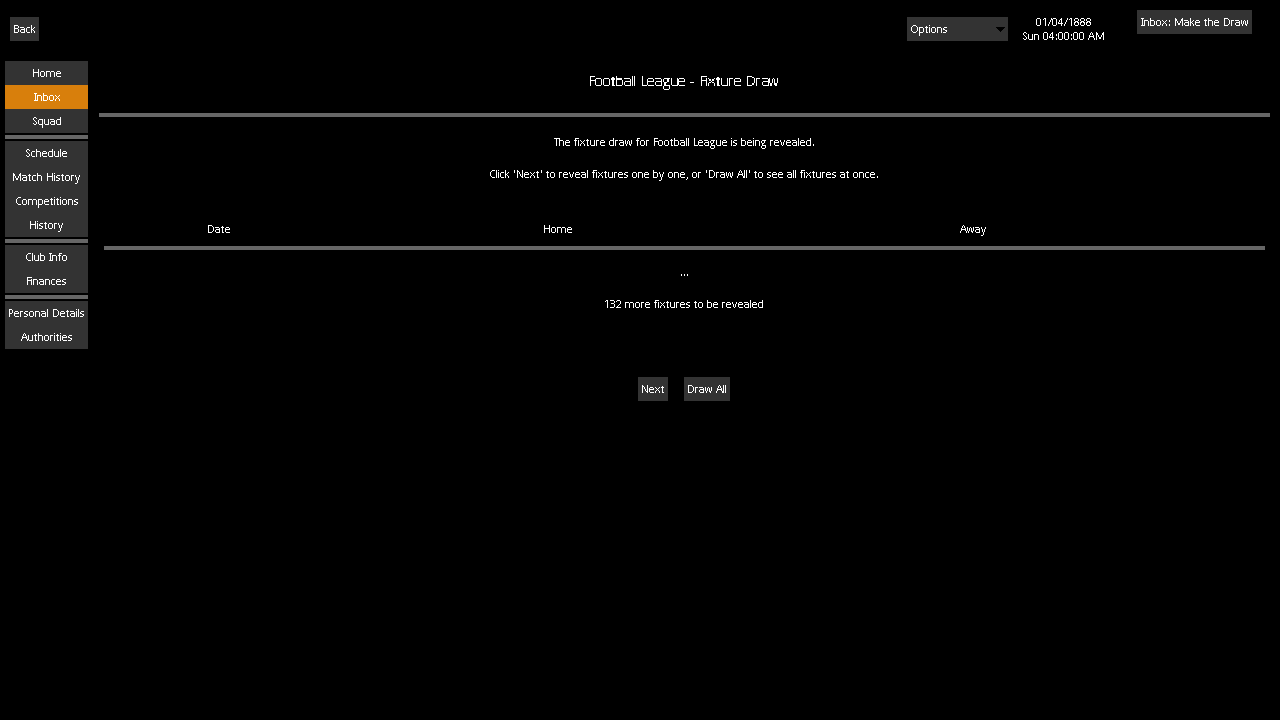 Back
Options
01/04/1888
Sun 04:00:00 AM
Inbox: Make the Draw
Home
Inbox
Squad
Schedule
Match History
Competitions
History
Club Info
Finances
Personal Details
Authorities
Football League - Fixture Draw
The fixture draw for Football League is being revealed.
Click 'Next' to reveal fixtures one by one, or 'Draw All' to see all fixtures at once.
Date Home Away
...
132 more fixtures to be revealed
Next Draw All